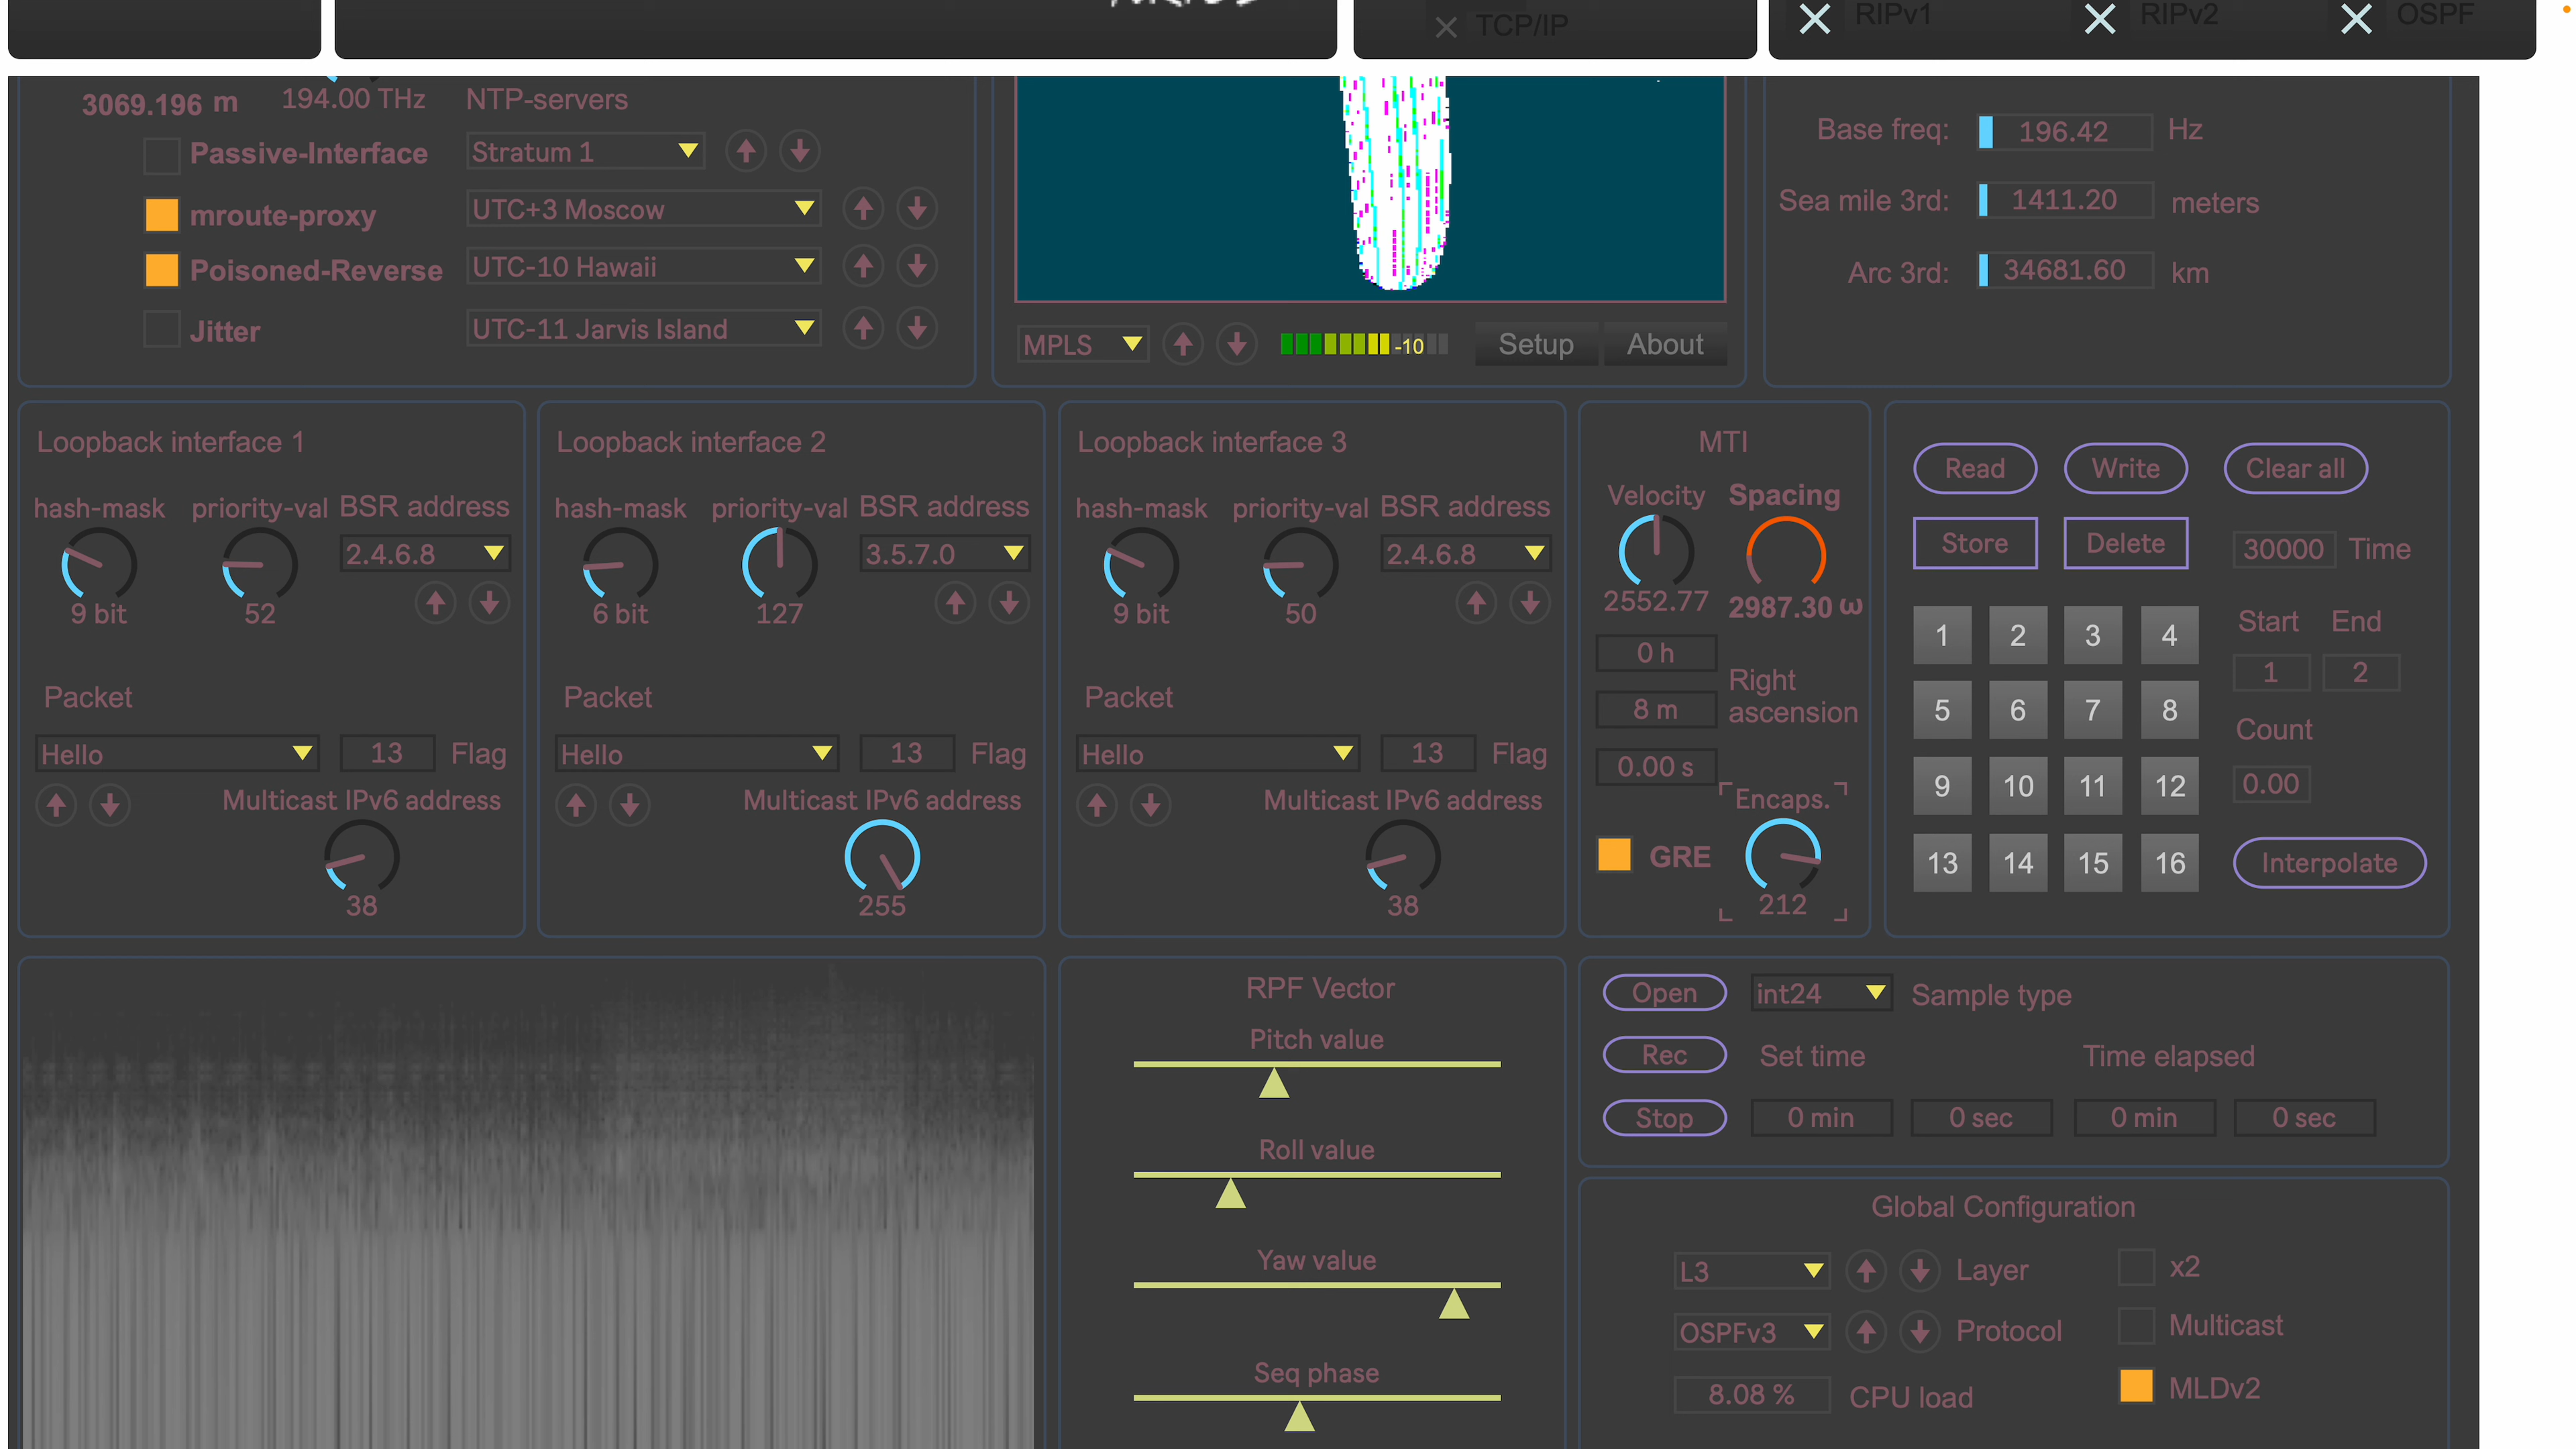 TCP/IP
RIPv1 RIPv2 OSPF
3069.196 m 194.00 THz NTP-servers
Passive-Interface Stratum 1
mroute-proxy UTC+3 Moscow
Poisoned-Reverse UTC-10 Hawaii
Jitter UTC-11 Jarvis Island
MPLS -10 Setup About
Base freq: 196.42 Hz
Sea mile 3rd: 1411.20 meters
Arc 3rd: 34681.60 km
Loopback interface 1
hash-mask priority-val BSR address
2.4.6.8
9 bit 52
Packet
Hello 13 Flag
Multicast IPv6 address
38
Loopback interface 2
hash-mask priority-val BSR address
3.5.7.0
6 bit 127
Packet
Hello 13 Flag
Multicast IPv6 address
255
Loopback interface 3
hash-mask priority-val BSR address
2.4.6.8
9 bit 50
Packet
Hello 13 Flag
Multicast IPv6 address
38
MTI
Velocity Spacing
2552.77 2987.30 ω
0 h
8 m
0.00 s
Right
ascension
Encaps.
GRE
212
Read Write Clear all
Store Delete 30000 Time
1 2 3 4
5 6 7 8
9 10 11 12
13 14 15 16
Start End
1 2
Count
0.00
Interpolate
RPF Vector
Pitch value
Roll value
Yaw value
Seq phase
Open int24 Sample type
Rec Set time Time elapsed
Stop 0 min 0 sec 0 min 0 sec
Global Configuration
L3 Layer x2
OSPFv3 Protocol Multicast
8.08 % CPU load MLDv2